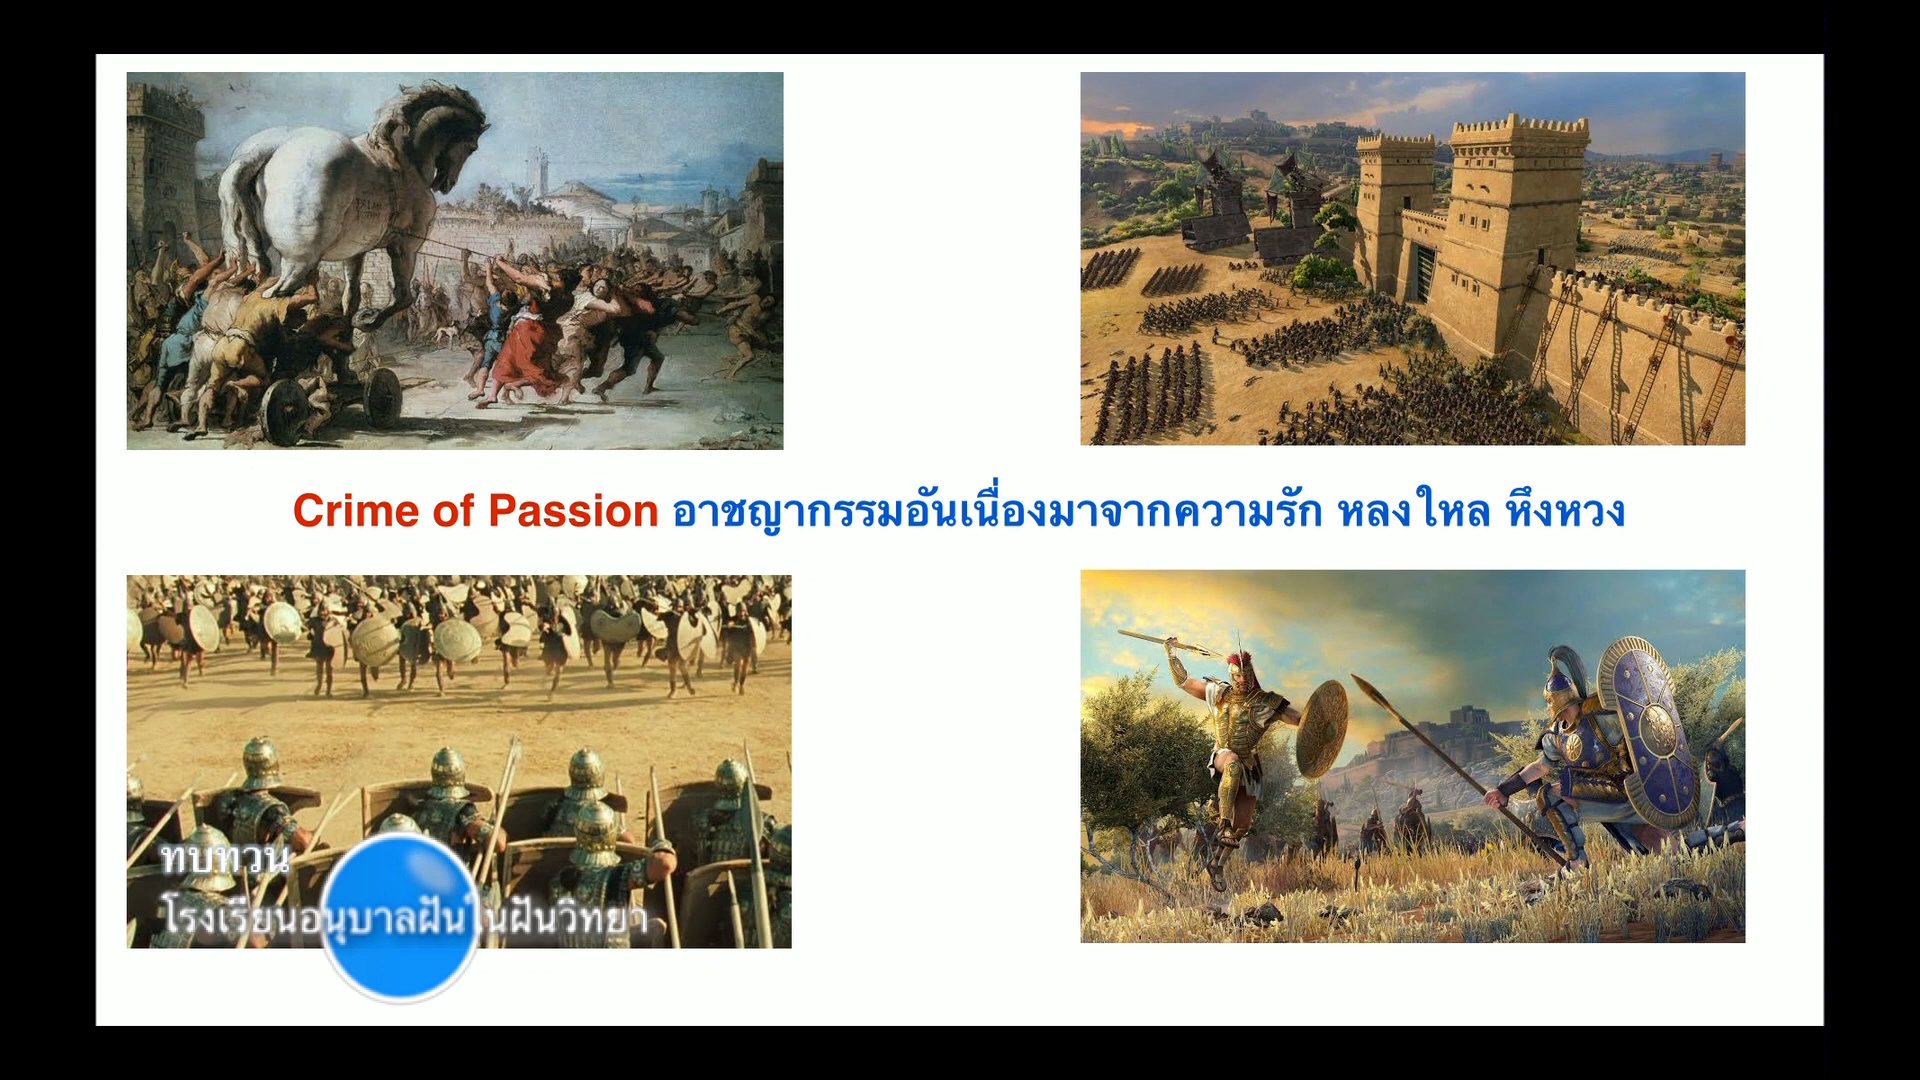 Crime of Passion อาชญากรรมอันเนื่องมาจากความรัก หลงใหล หึงหวง
ทบทวน
โรงเรียนอนุบาลฝันในฝันวิทยา